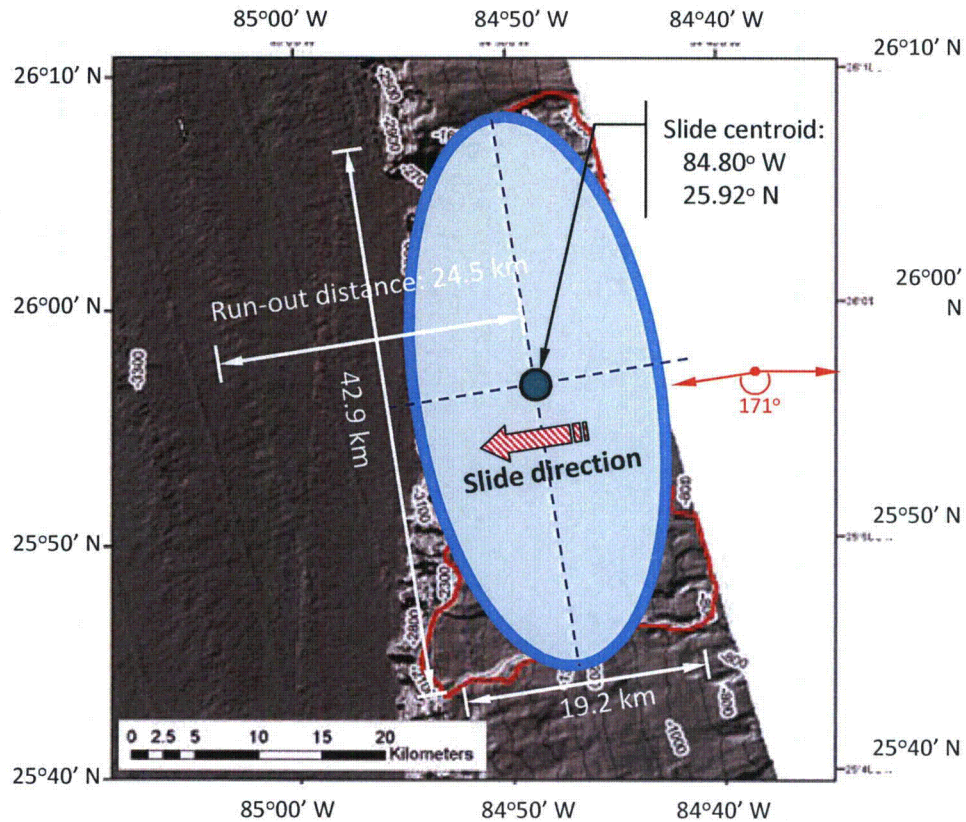 85°00' W
84°50' W
84°40' W
26°10' N
26°10' N
Slide centroid:
84.80° W
25.92° N
Run-out distance: 24.5 km
26°00' N
26°00'
N
-3300
42.9 km
171°
Slide direction
-3100
25°50' N
25°50' N
-2300
19.2 km
0 2.5 5 10 15 20
Kilometers
25°40' N
25°40' N
85°00' W
84°50' W
84°40' W